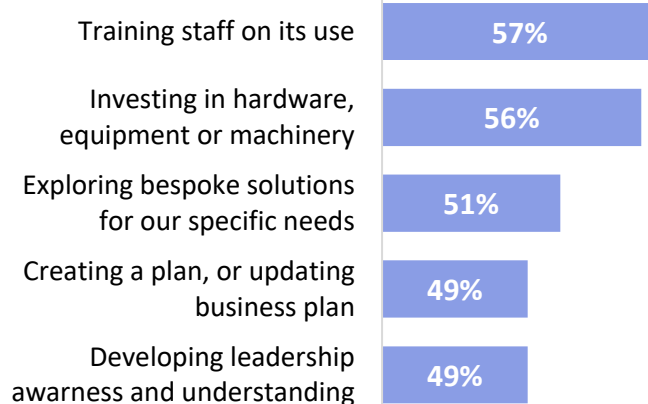 Training staff on its use
57%
Investing in hardware,
equipment or machinery
56%
Exploring bespoke solutions
for our specific needs
51%
Creating a plan, or updating
business plan
49%
Developing leadership
awarness and understanding
49%